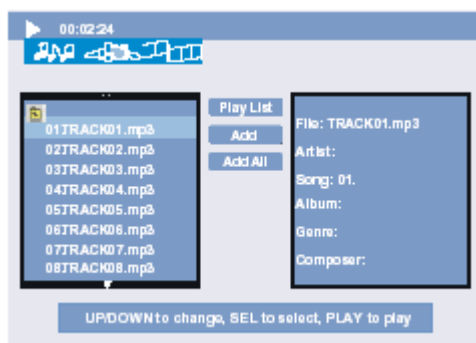 00:02:24
Play List
Add
Add All
01TRACK01.mp3
02TRACK02.mp3
03TRACK03.mp3
04TRACK04.mp3
05TRACK05.mp3
06TRACK06.mp3
07TRACK07.mp3
08TRACK08.mp3
File: TRACK01.mp3
Artist:
Song: 01.
Album:
Genre:
Composer:
UP/DOWN to change, SEL to select, PLAY to play